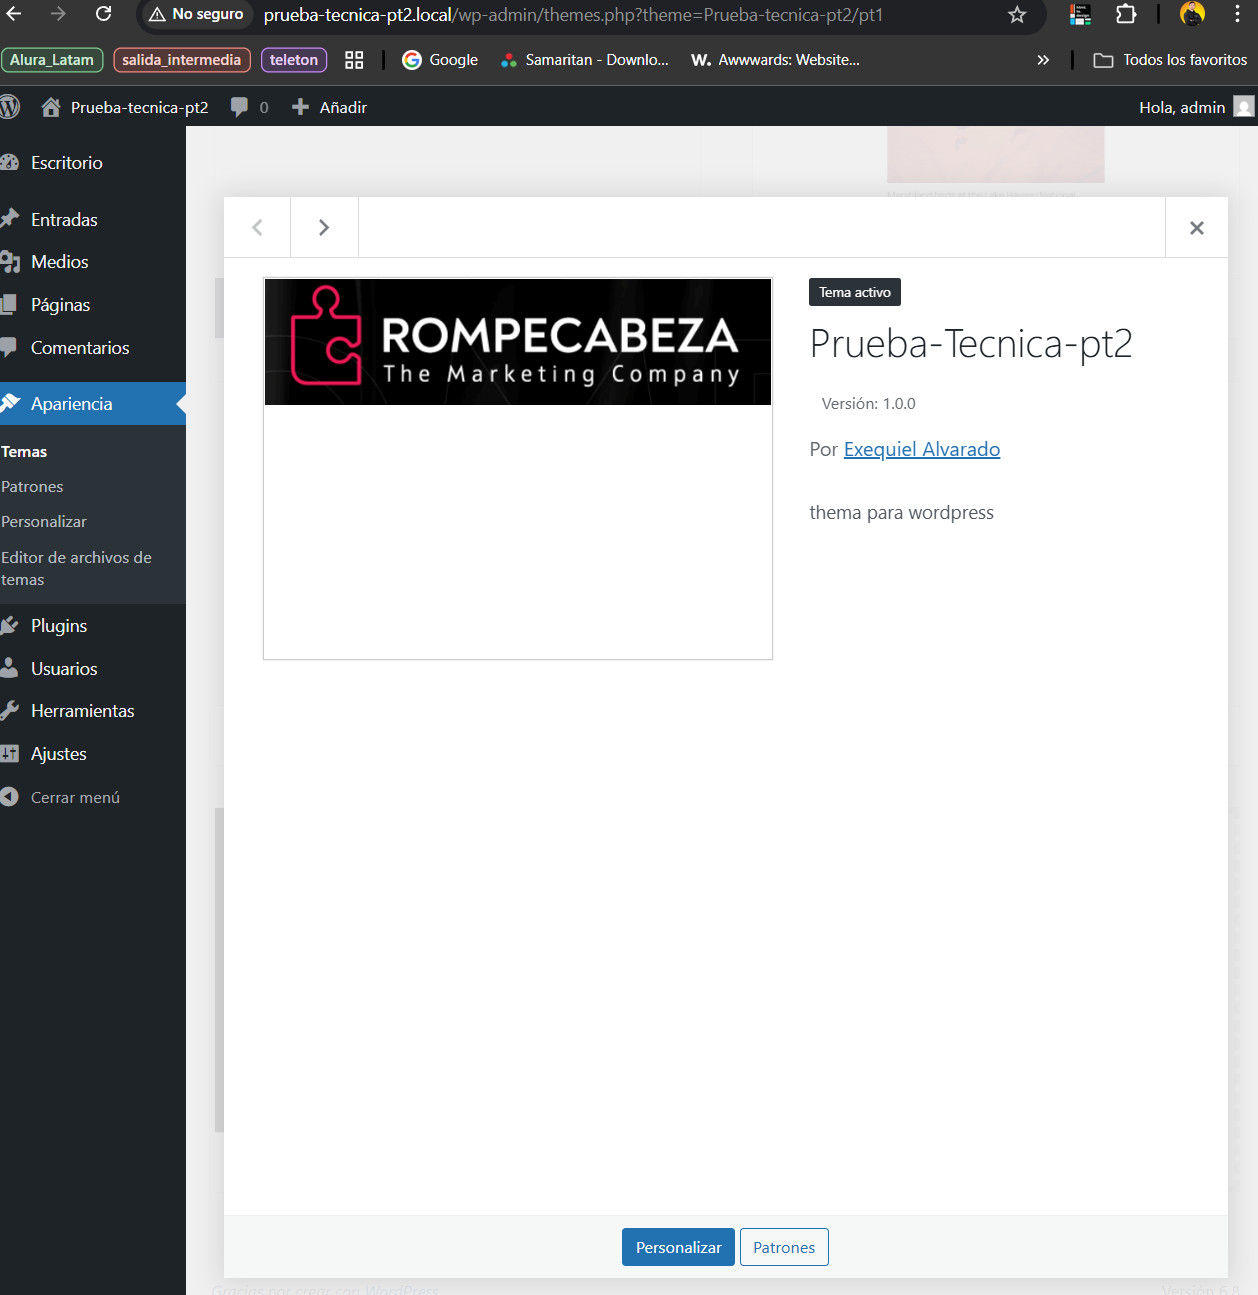 No seguro
prueba-tecnica-pt2.local/wp-admin/themes.php?theme=Prueba-tecnica-pt2/pt1
Alura_Latam
salida_intermedia
teleton
Google
Samaritan - Downlo...
W. Awwwards: Website...
Todos los favoritos
Prueba-tecnica-pt2
0
Añadir
Hola, admin
Escritorio
Entradas
Medios
Páginas
Comentarios
Apariencia
Temas
Patrones
Personalizar
Editor de archivos de
temas
Plugins
Usuarios
Herramientas
Ajustes
Cerrar menú
ROMPECABEZA
The Marketing Company
Tema activo
Prueba-Tecnica-pt2
Versión: 1.0.0
Por Exequiel Alvarado
thema para wordpress
Personalizar
Patrones
Gracias por crear con WordPress
Versión 6.8